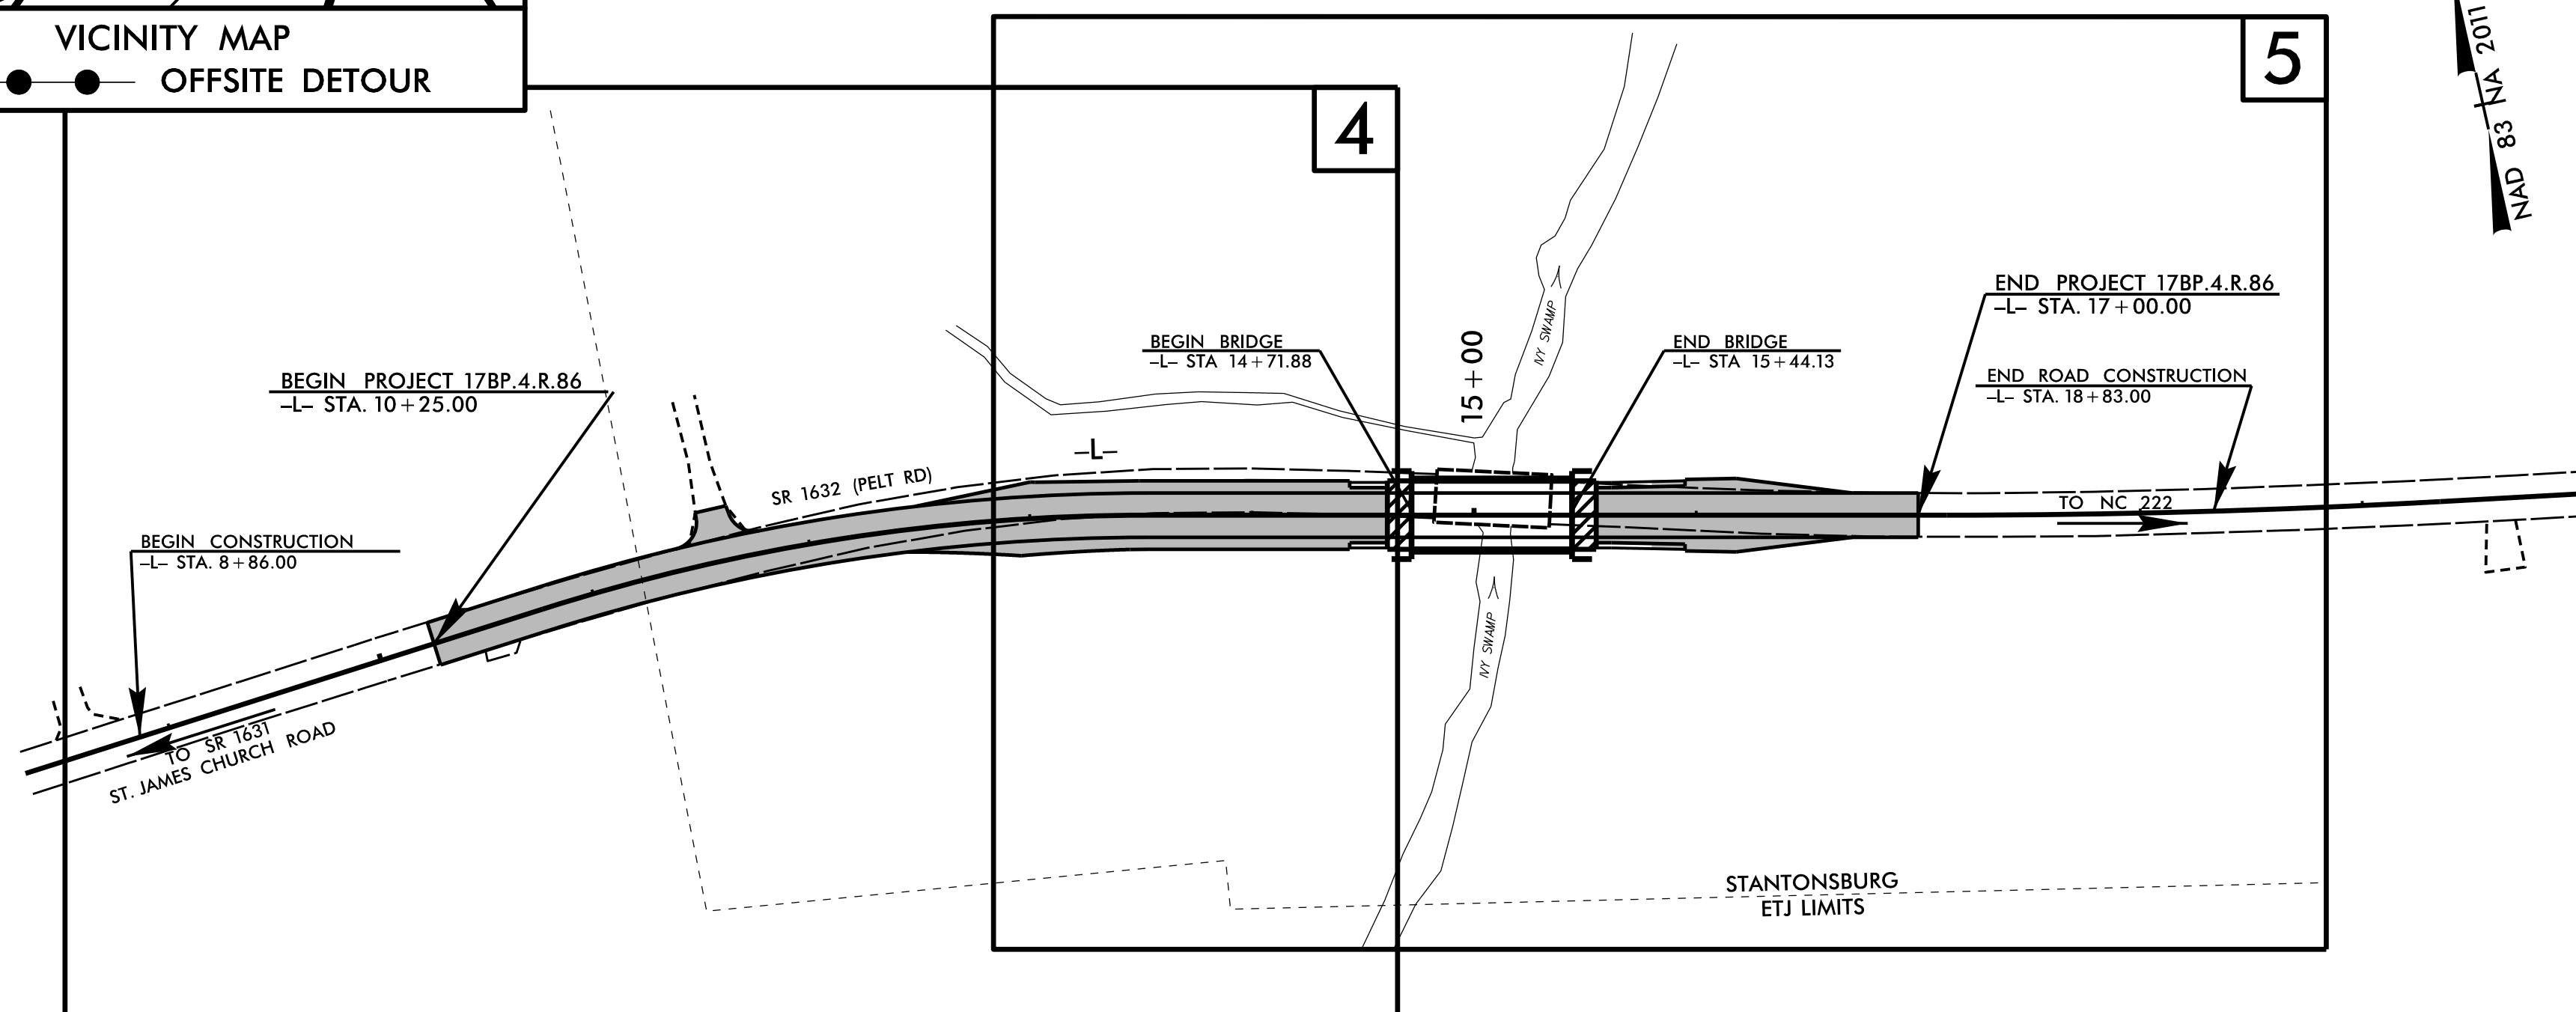 VICINITY MAP
OFFSITE DETOUR
4
5
NAD 83 NA 2011
BEGIN PROJECT 17BP.4.R.86
–L– STA. 10+25.00
BEGIN CONSTRUCTION
–L– STA. 8+86.00
TO SR 1631
ST. JAMES CHURCH ROAD
SR 1632 (PELT RD)
–L–
BEGIN BRIDGE
–L– STA 14+71.88
15+00
IVY SWAMP
END BRIDGE
–L– STA 15+44.13
END PROJECT 17BP.4.R.86
–L– STA. 17+00.00
END ROAD CONSTRUCTION
–L– STA. 18+83.00
TO NC 222
IVY SWAMP
STANTONSBURG
ETJ LIMITS